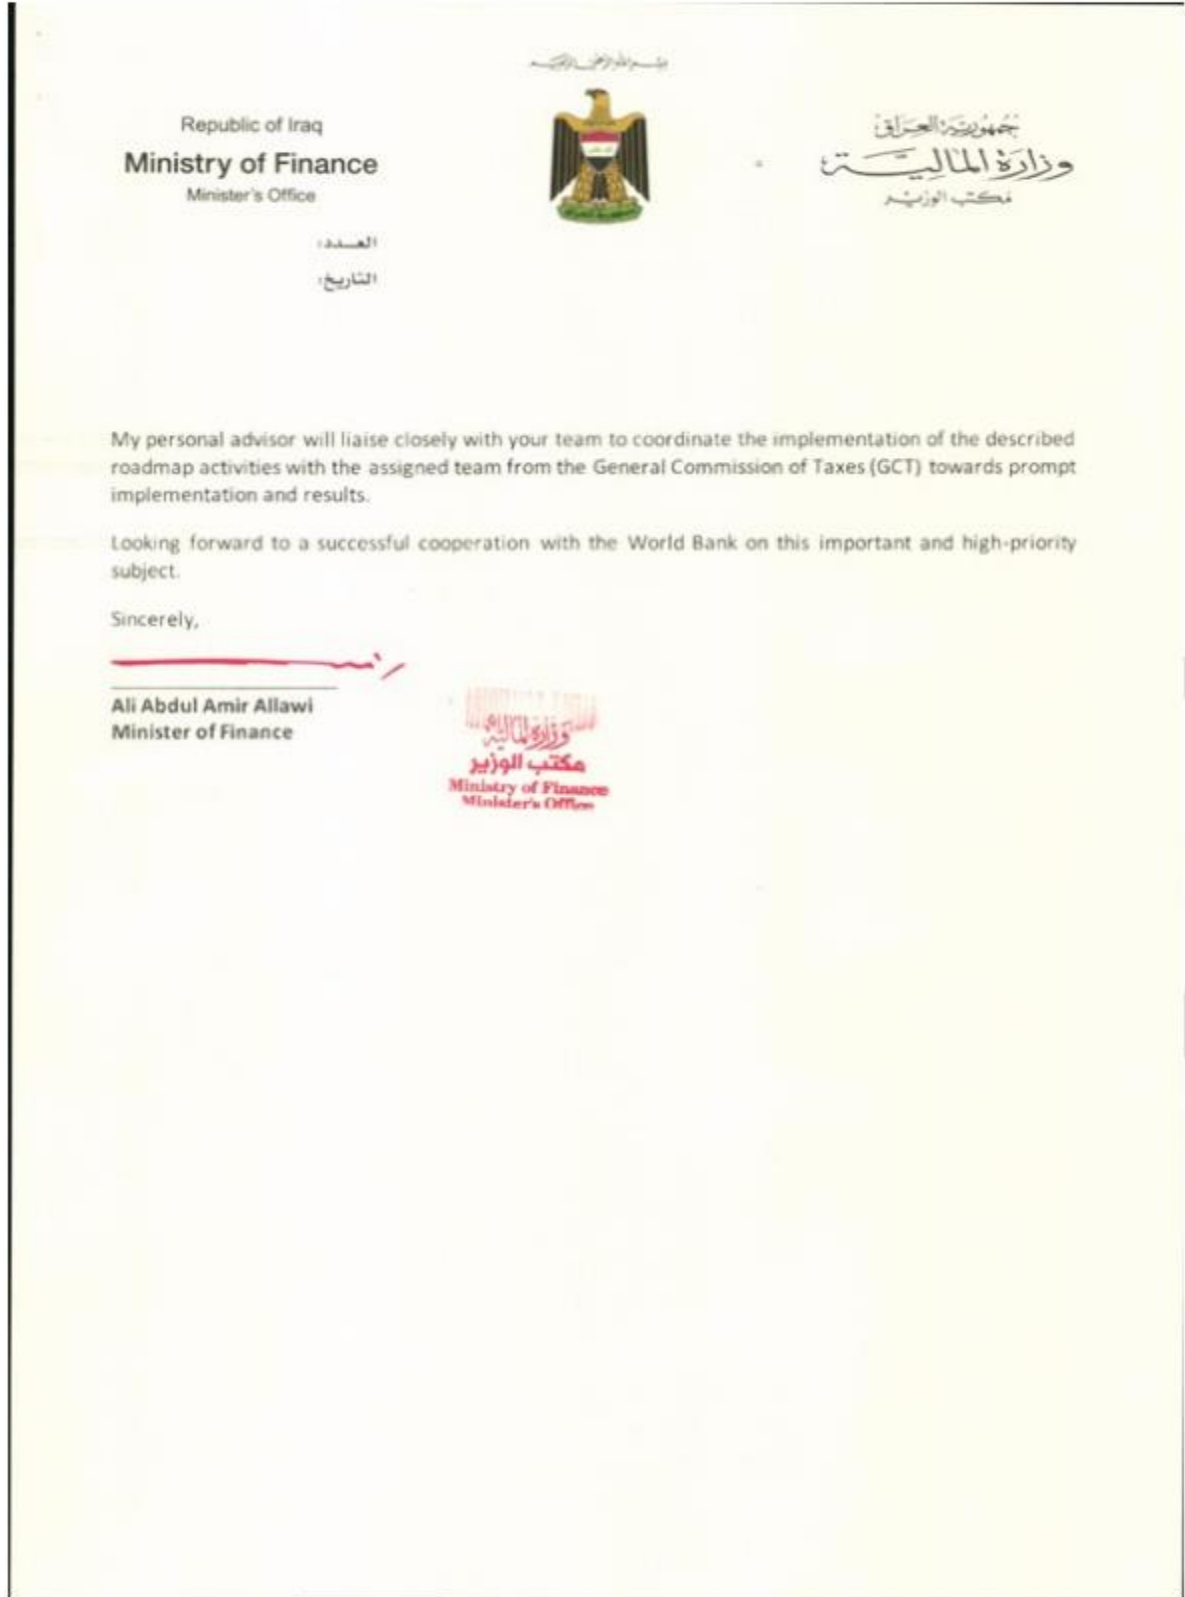 بسم الله الرحمن الرحيم
Republic of Iraq
Ministry of Finance
Minister's Office
جمهورية العراق
وزارة المالية
مكتب الوزير
العدد:
التاريخ:
My personal advisor will liaise closely with your team to coordinate the implementation of the described
roadmap activities with the assigned team from the General Commission of Taxes (GCT) towards prompt
implementation and results.
Looking forward to a successful cooperation with the World Bank on this important and high-priority
subject.
Sincerely,
Ali Abdul Amir Allawi
Minister of Finance
وزارة المالية
مكتب الوزير
Ministry of Finance
Minister's Office